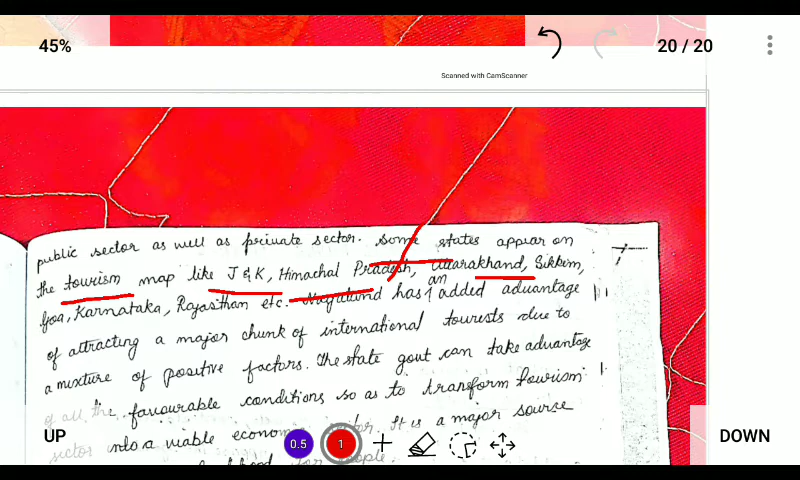 45%
20 / 20
Scanned with CamScanner
public sector as well as private sector. Some states appear on
the tourism map like J & K, Himachal Pradesh, Uttarakhand, Sikkim,
Goa, Karnataka, Rajasthan etc. Nagaland has an added advantage
of attracting a major chunk of international tourests due to
a mixture of positive factors. The state govt can take advantage
of all the favourable conditions so as to transform tourism
sector into a viable economic sector. It is a major source
for people.
UP
0.5
1
DOWN